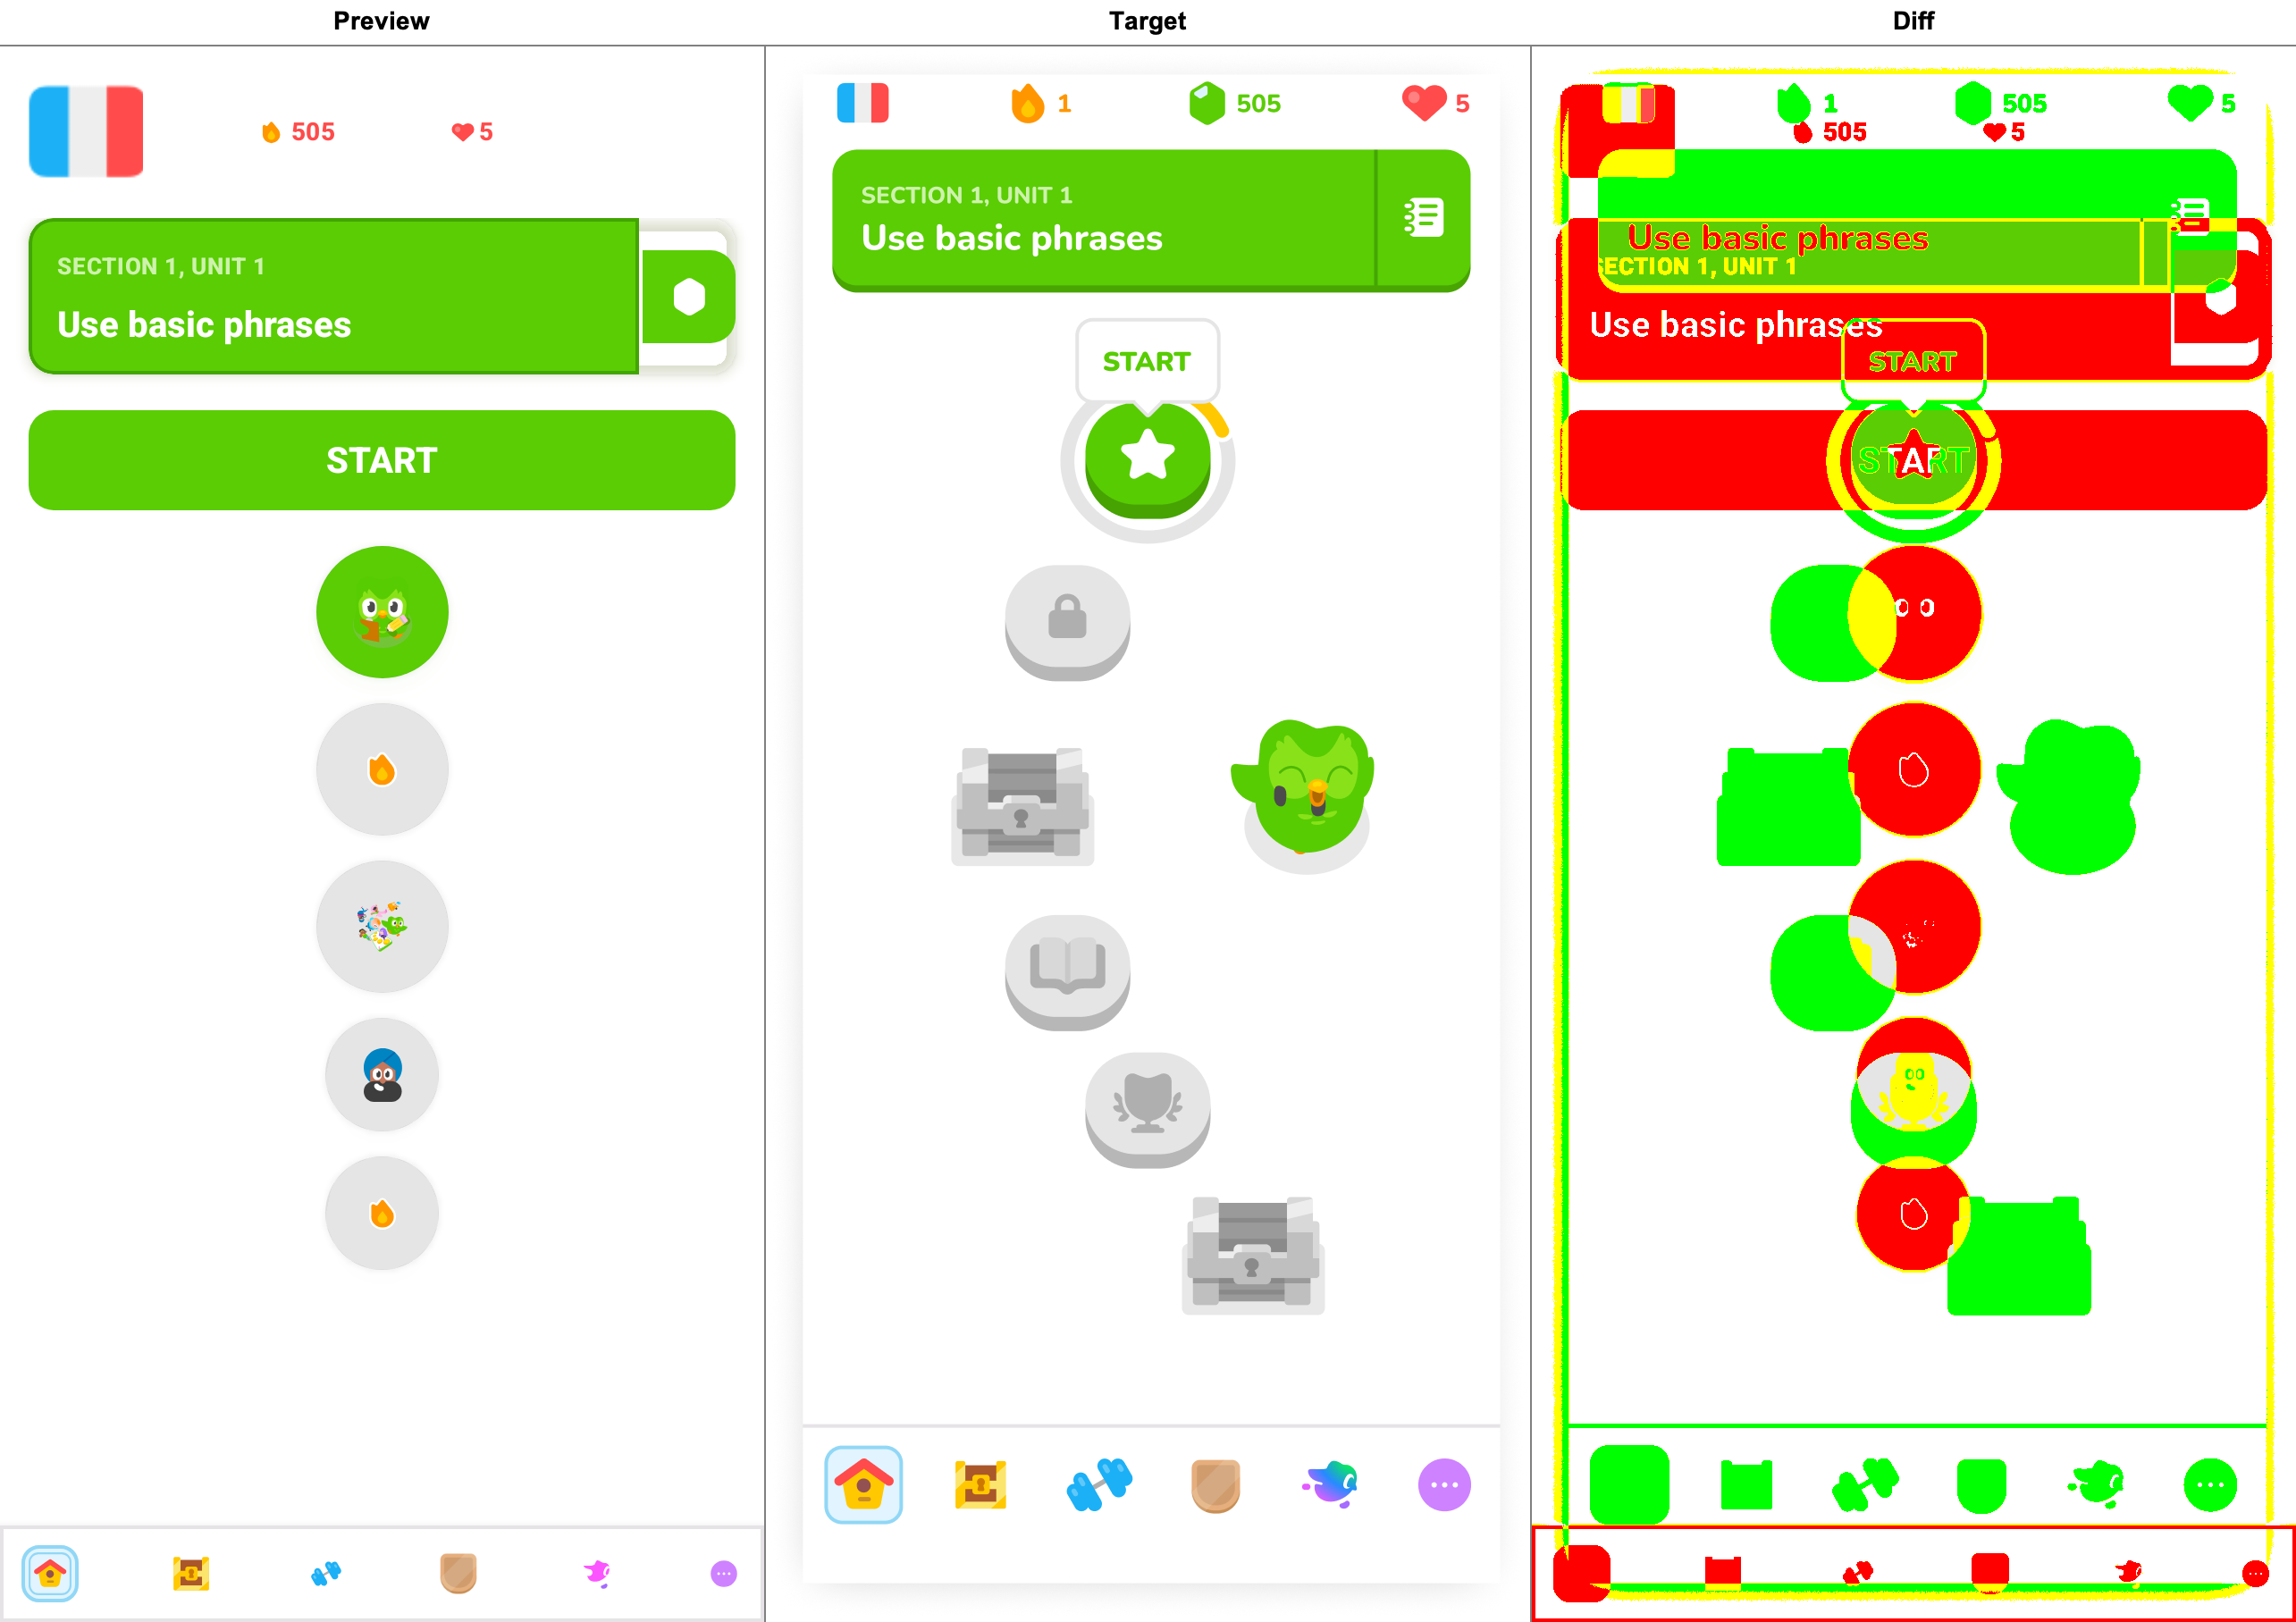 Preview
Target
Diff
505
5
SECTION 1, UNIT 1
Use basic phrases
START
1
505
5
SECTION 1, UNIT 1
Use basic phrases
START
1
505
5
505
5
Use basic phrases
SECTION 1, UNIT 1
Use basic phrases
START
START